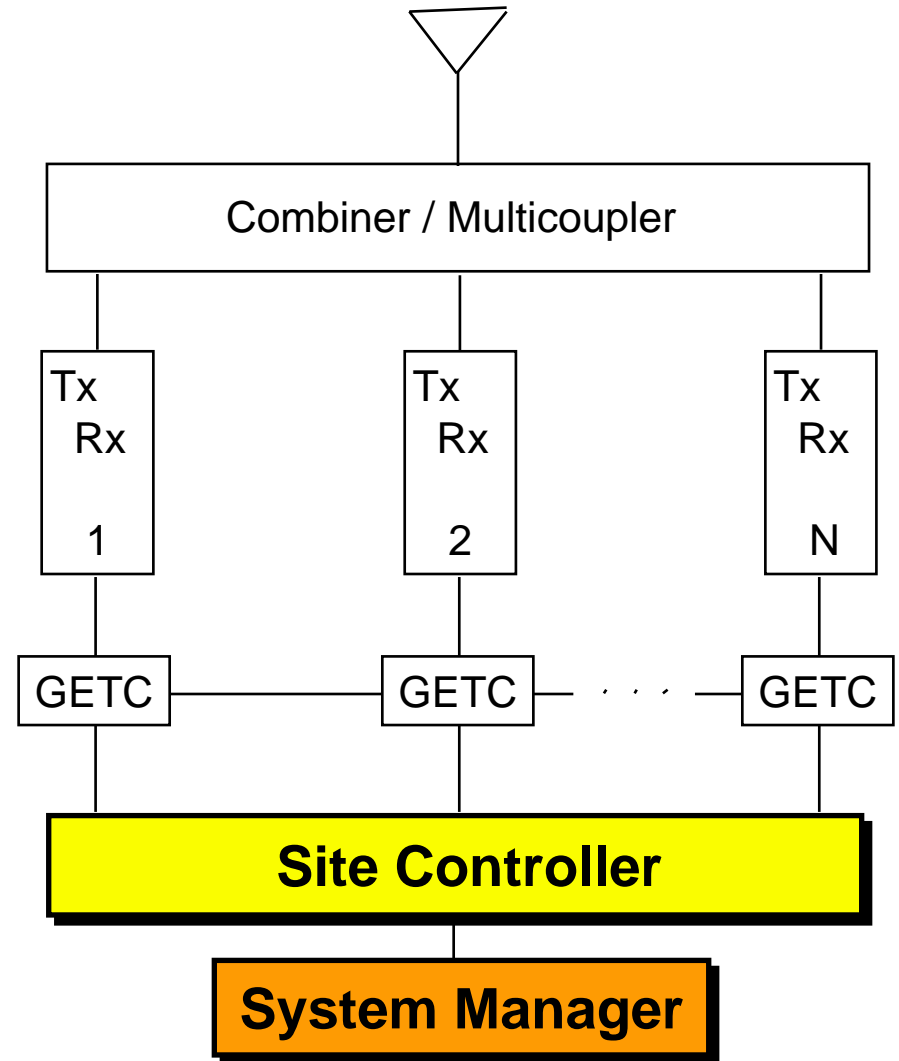 Combiner / Multicoupler
Tx
Rx
1
Tx
Rx
2
Tx
Rx
N
GETC
GETC
. . .
GETC
Site Controller
System Manager